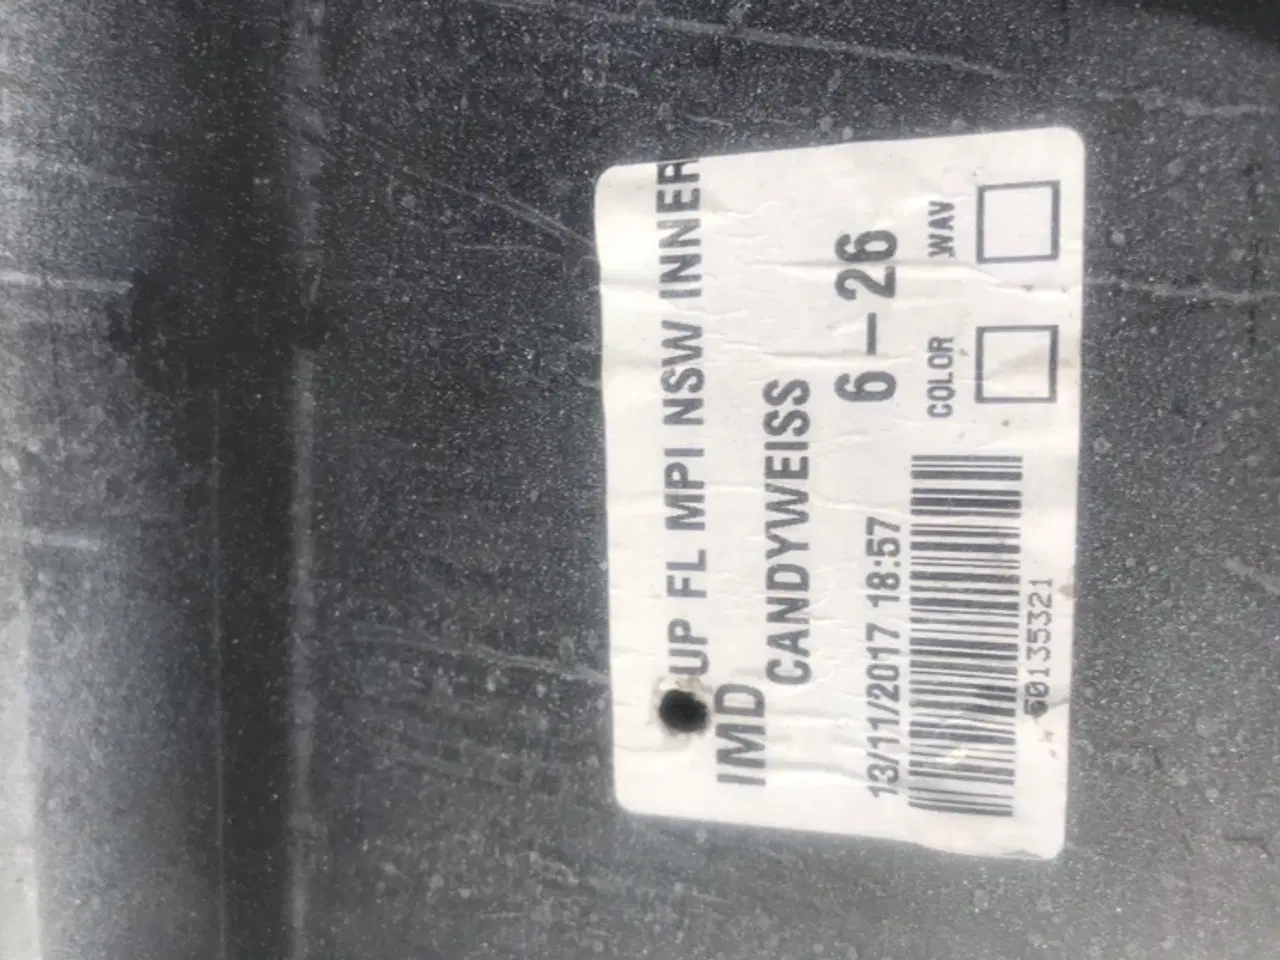 UP FL MPI NSW INNER
IMD
CANDYWEISS
13/11/2017 18:57
6-26
60135321
COLOR
WAV